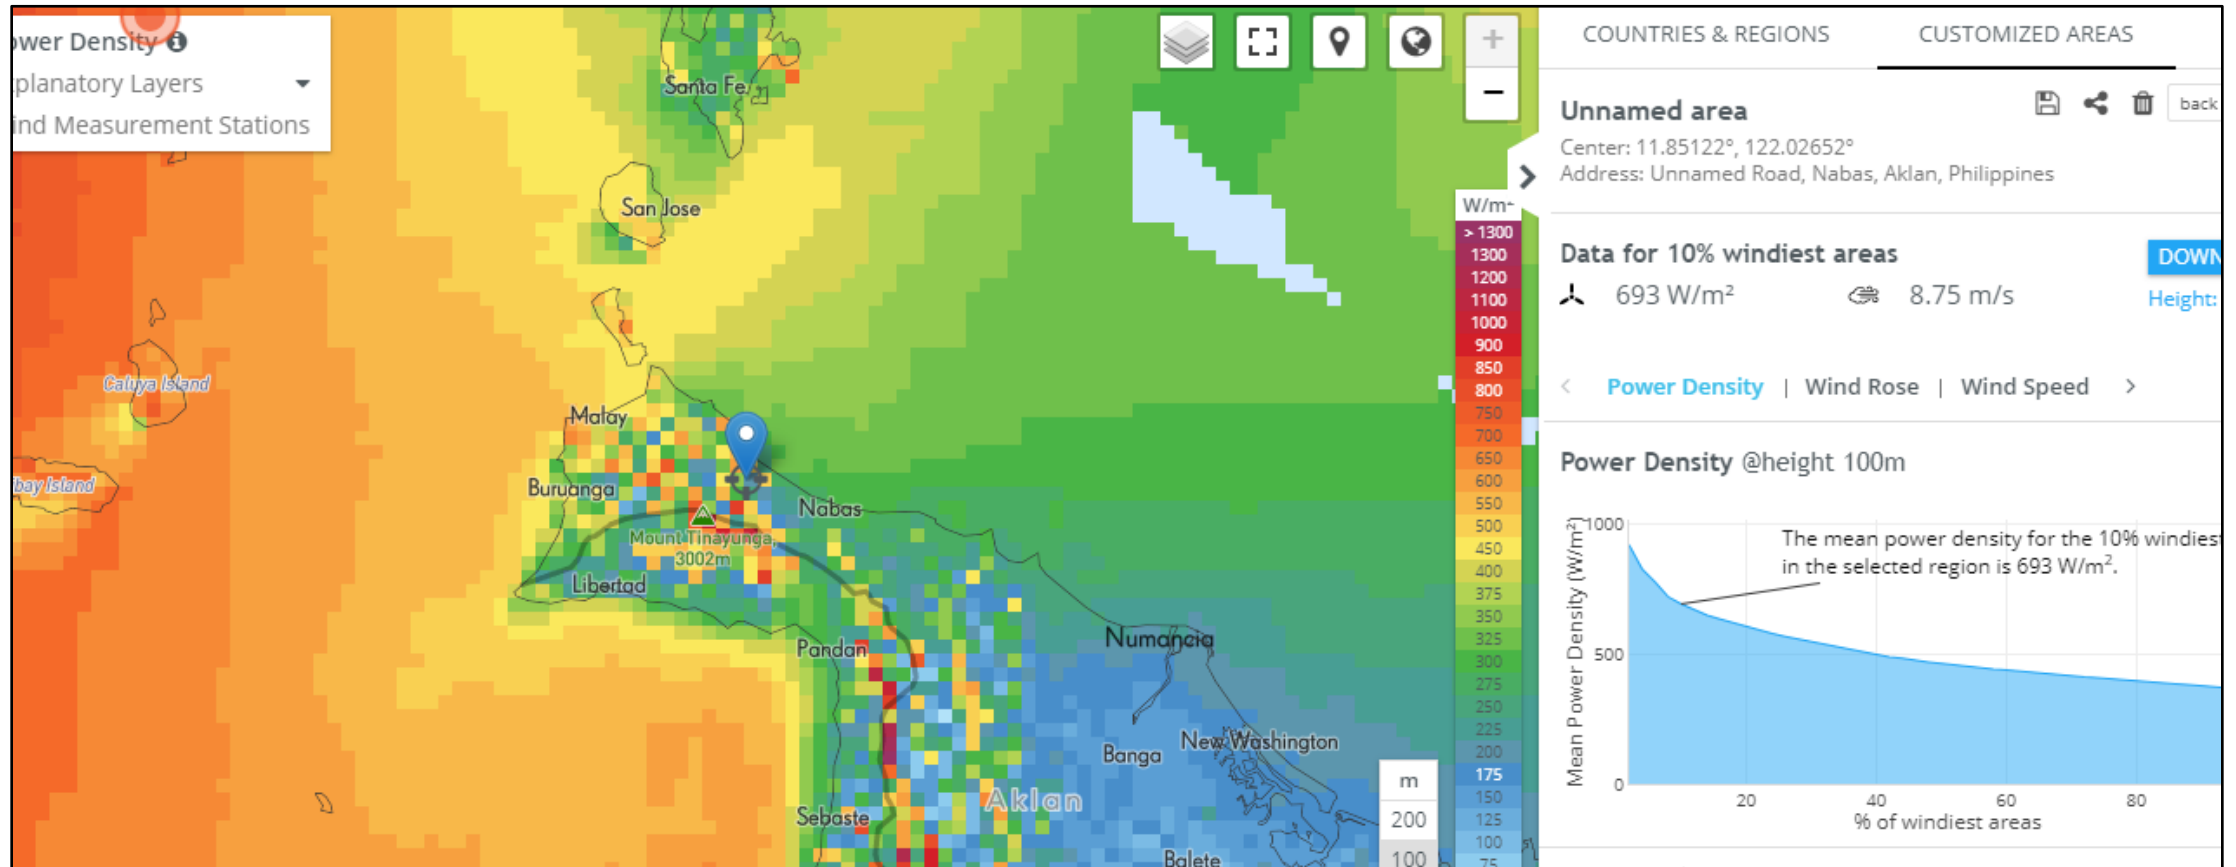 ower Density
xplanatory Layers
ind Measurement Stations
Santa Fe
San Jose
Caluya Island
Malay
bay Island
Buruanga
Nabas
Mount Tinayunga,
3002m
Libertad
Pandan
Numancia
New Washington
Banga
Aklan
Sebaste
Balete
+
−
W/m²
> 1300
1300
1200
1100
1000
900
850
800
750
700
650
600
550
500
450
400
375
350
325
300
275
250
225
200
175
150
125
100
75
m
200
100
COUNTRIES & REGIONS
CUSTOMIZED AREAS
Unnamed area
back
Center: 11.85122°, 122.02652°
Address: Unnamed Road, Nabas, Aklan, Philippines
Data for 10% windiest areas
DOWN
693 W/m²
8.75 m/s
Height:
< Power Density | Wind Rose | Wind Speed >
Power Density @height 100m
Mean Power Density (W/m²)
1000
500
0
The mean power density for the 10% windies
in the selected region is 693 W/m².
20
40
60
80
% of windiest areas